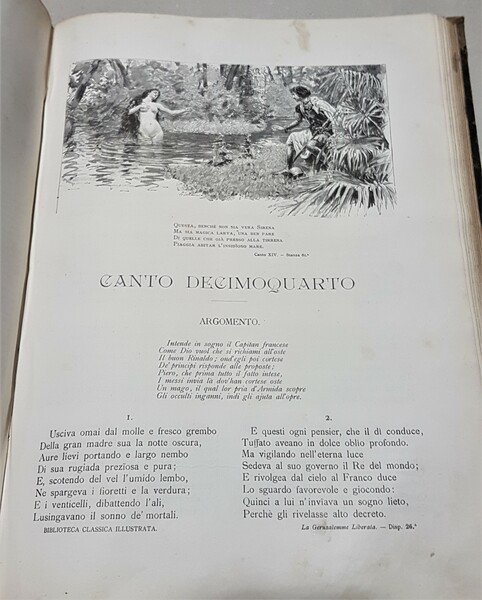 Questa, benchè non sia vera Sirena
Ma sia magica larva, una ben pare
Di quelle che già presso alla tirrena
Piaggia abitar l'insidioso mare.
Canto XIV. — Stanza 61.ª
CANTO DECIMOQUARTO
ARGOMENTO.
Intende in sogno il Capitan francese
Come Dio vuol che si richiami all'oste
Il buon Rinaldo; ond'egli poi cortese
De' principi risponde alle proposte;
Piero, che prima tutto il fatto intese,
I messi invia là dov'han cortese oste
Un mago, il qual lor pria d'Armida scopre
Gli occulti inganni, indi gli ajuta all'opre.
1.
Usciva omai dal molle e fresco grembo
Della gran madre sua la notte oscura,
Aure lievi portando e largo nembo
Di sua rugiada preziosa e pura;
E, scotendo del vel l'umido lembo,
Ne spargeva i fioretti e la verdura;
E i venticelli, dibattendo l'ali,
Lusingavano il sonno de' mortali.
BIBLIOTECA CLASSICA ILLUSTRATA.
2.
E questi ogni pensier, che il dì conduce,
Tuffato aveano in dolce oblio profondo.
Ma vigilando nell'eterna luce
Sedeva al suo governo il Re del mondo;
E rivolgea dal cielo al Franco duce
Lo sguardo favorevole e giocondo:
Quinci a lui n'inviava un sogno lieto,
Perchè gli rivelasse alto decreto.
La Gerusalemme Liberata. — Disp. 26.ª